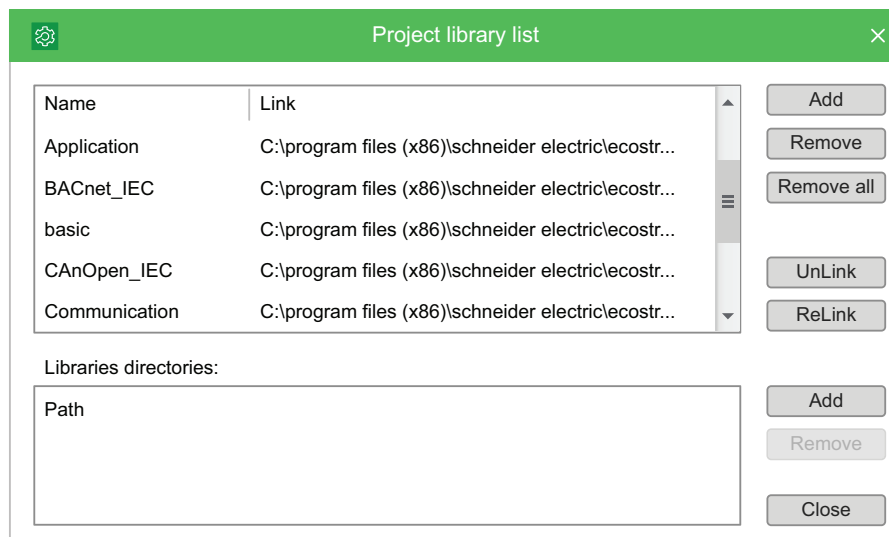 Project library list
Name Link
Application C:\program files (x86)\schneider electric\ecostr...
BACnet_IEC C:\program files (x86)\schneider electric\ecostr...
basic C:\program files (x86)\schneider electric\ecostr...
CAnOpen_IEC C:\program files (x86)\schneider electric\ecostr...
Communication C:\program files (x86)\schneider electric\ecostr...
Add
Remove
Remove all
UnLink
ReLink
Libraries directories:
Path
Add
Remove
Close